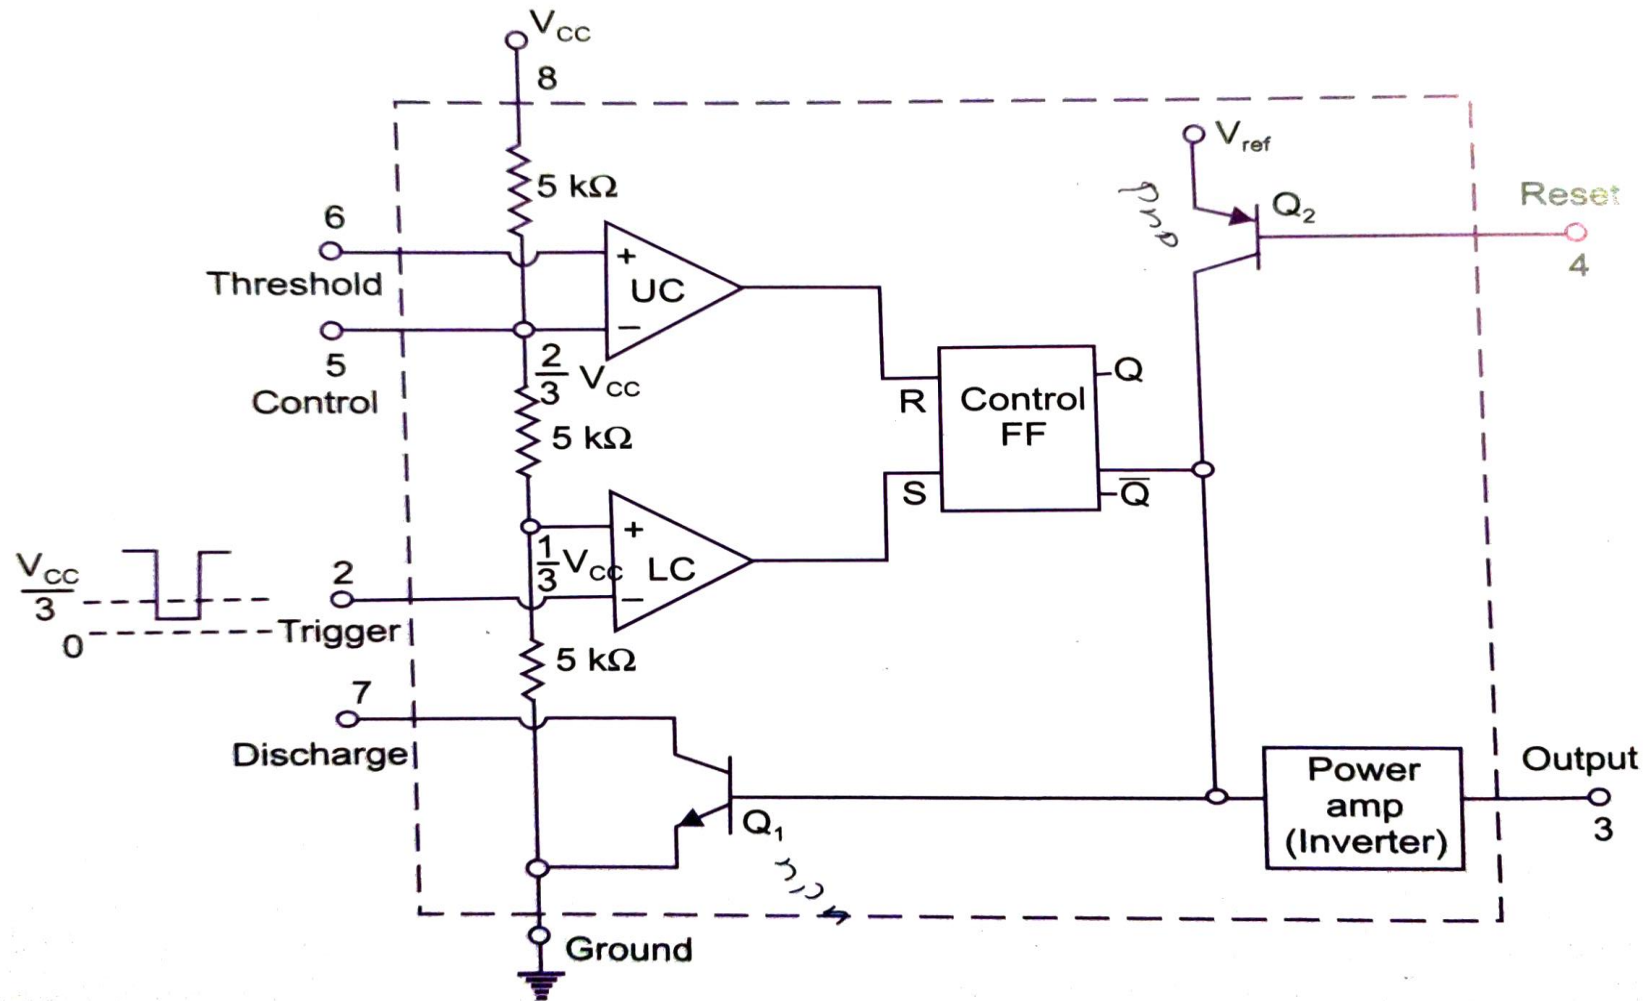 V_CC
8
5 kΩ
V_ref
pnp
Q_2
Reset
4
6
Threshold
+
UC
−
5
Control
2/3 V_CC
5 kΩ
R
Control
FF
Q
S
Q̅
V_CC/3
0
2
Trigger
+
1/3 V_CC
LC
−
5 kΩ
7
Discharge
Q_1
Power
amp
(Inverter)
Output
3
Ground